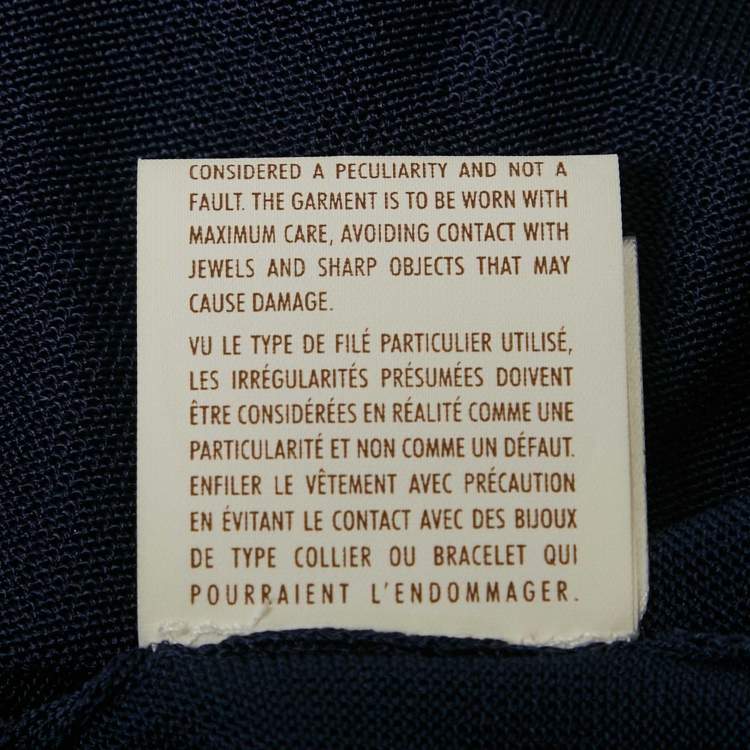 CONSIDERED A PECULIARITY AND NOT A
FAULT. THE GARMENT IS TO BE WORN WITH
MAXIMUM CARE, AVOIDING CONTACT WITH
JEWELS AND SHARP OBJECTS THAT MAY
CAUSE DAMAGE.
VU LE TYPE DE FILÉ PARTICULIER UTILISÉ,
LES IRRÉGULARITÉS PRÉSUMÉES DOIVENT
ÊTRE CONSIDÉRÉES EN RÉALITÉ COMME UNE
PARTICULARITÉ ET NON COMME UN DÉFAUT.
ENFILER LE VÊTEMENT AVEC PRÉCAUTION
EN ÉVITANT LE CONTACT AVEC DES BIJOUX
DE TYPE COLLIER OU BRACELET QUI
POURRAIENT L'ENDOMMAGER.